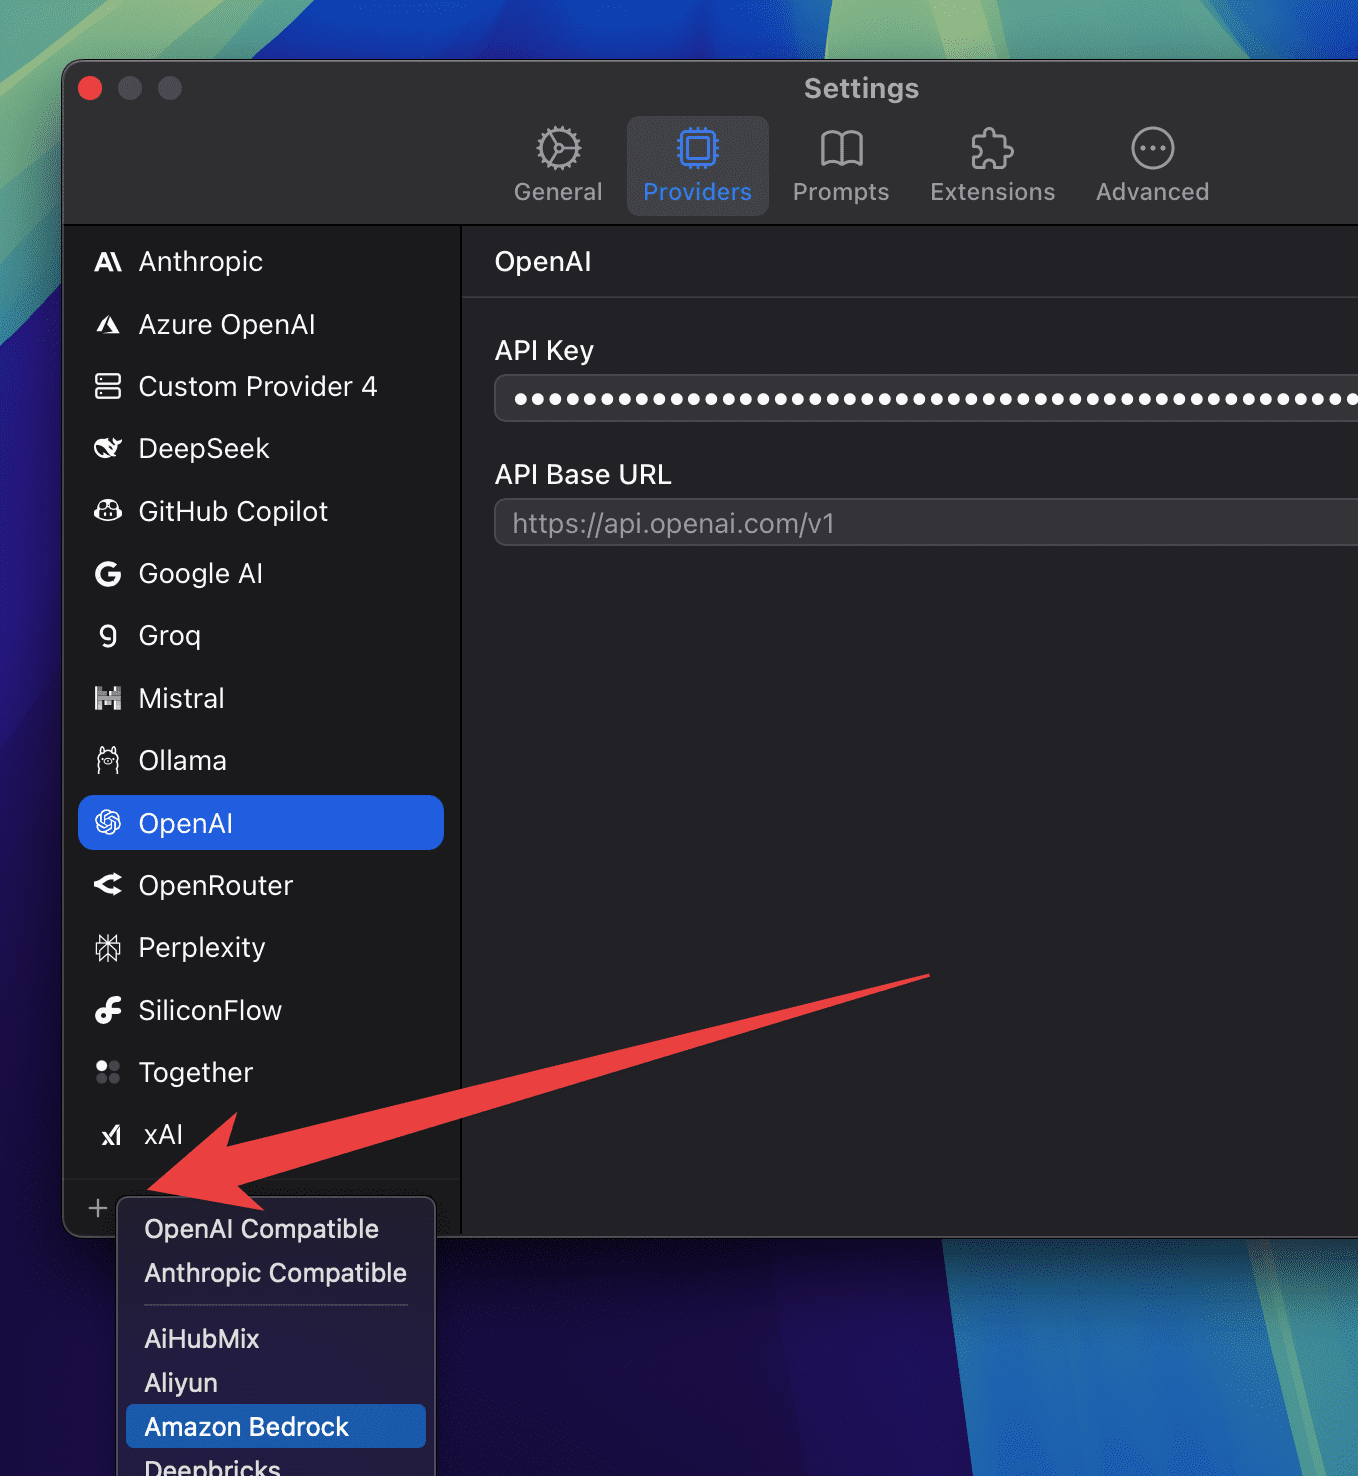 Settings
General
Providers
Prompts
Extensions
Advanced
Anthropic
Azure OpenAI
Custom Provider 4
DeepSeek
GitHub Copilot
Google AI
Groq
Mistral
Ollama
OpenAI
OpenRouter
Perplexity
SiliconFlow
Together
xAI
OpenAI
API Key
API Base URL
https://api.openai.com/v1
OpenAI Compatible
Anthropic Compatible
AiHubMix
Aliyun
Amazon Bedrock
Deepbricks